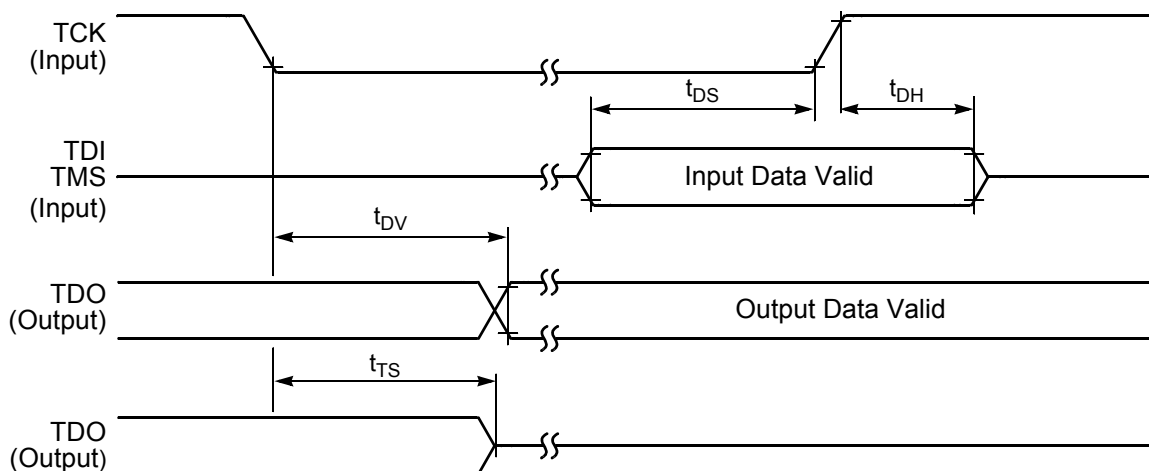 TCK
(Input)
tDS
tDH
TDI
TMS
(Input)
Input Data Valid
tDV
TDO
(Output)
Output Data Valid
tTS
TDO
(Output)